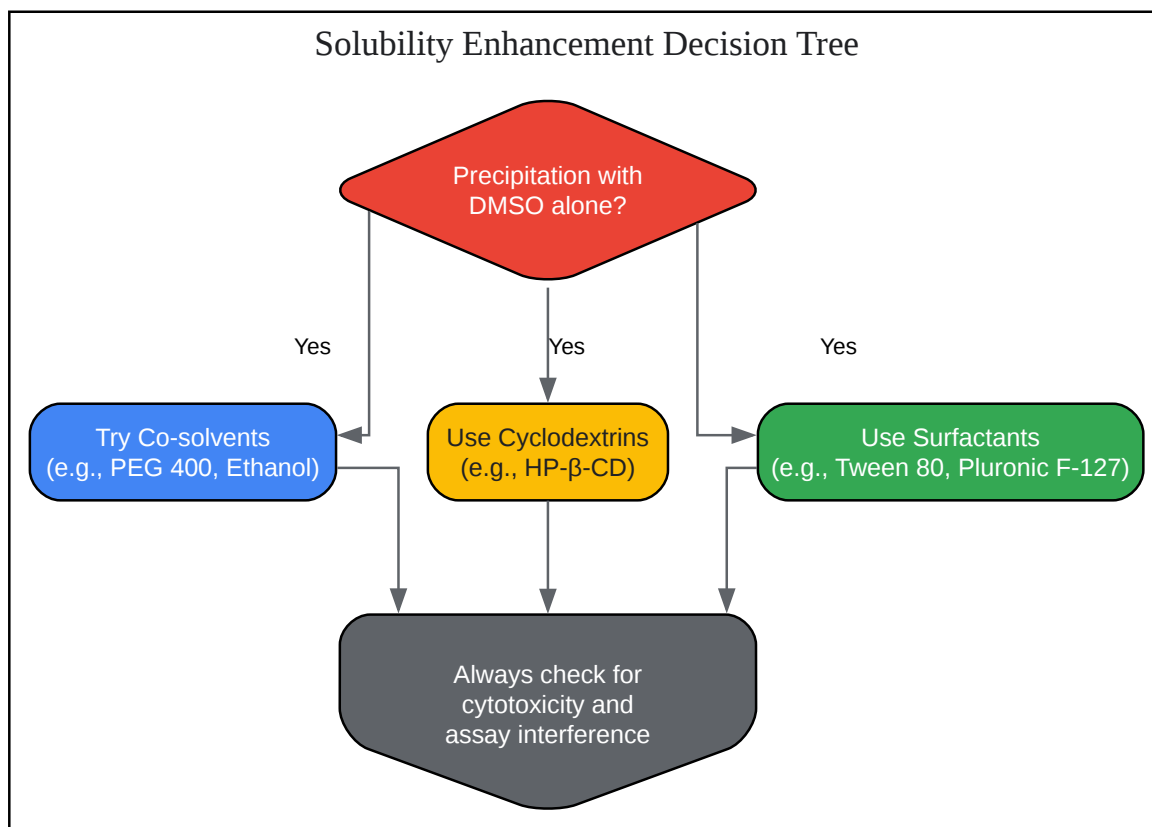 Solubility Enhancement Decision Tree
Precipitation with
DMSO alone?
Yes
Yes
Yes
Try Co-solvents
(e.g., PEG 400, Ethanol)
Use Cyclodextrins
(e.g., HP-β-CD)
Use Surfactants
(e.g., Tween 80, Pluronic F-127)
Always check for
cytotoxicity and
assay interference